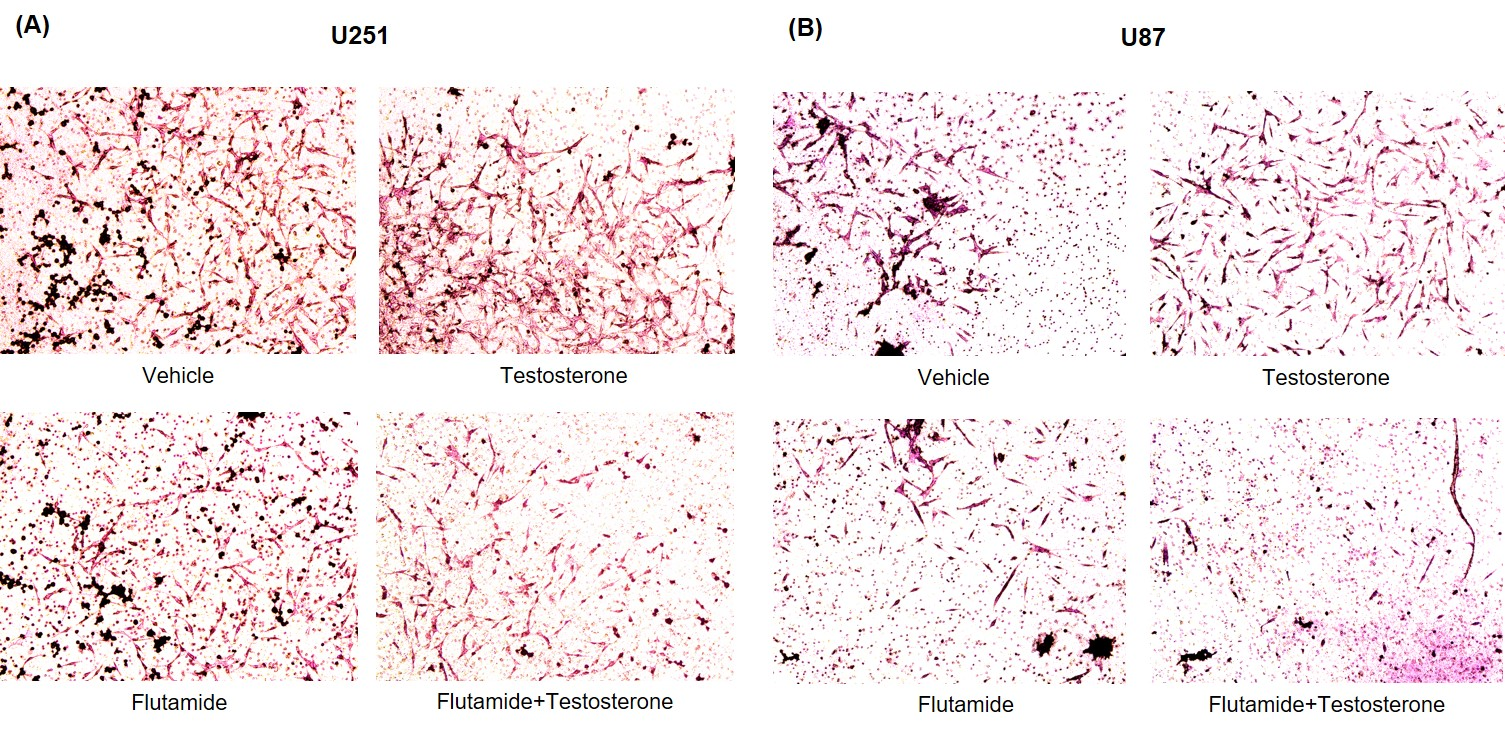 (A)
U251
Vehicle
Testosterone
Flutamide
Flutamide+Testosterone
(B)
U87
Vehicle
Testosterone
Flutamide
Flutamide+Testosterone